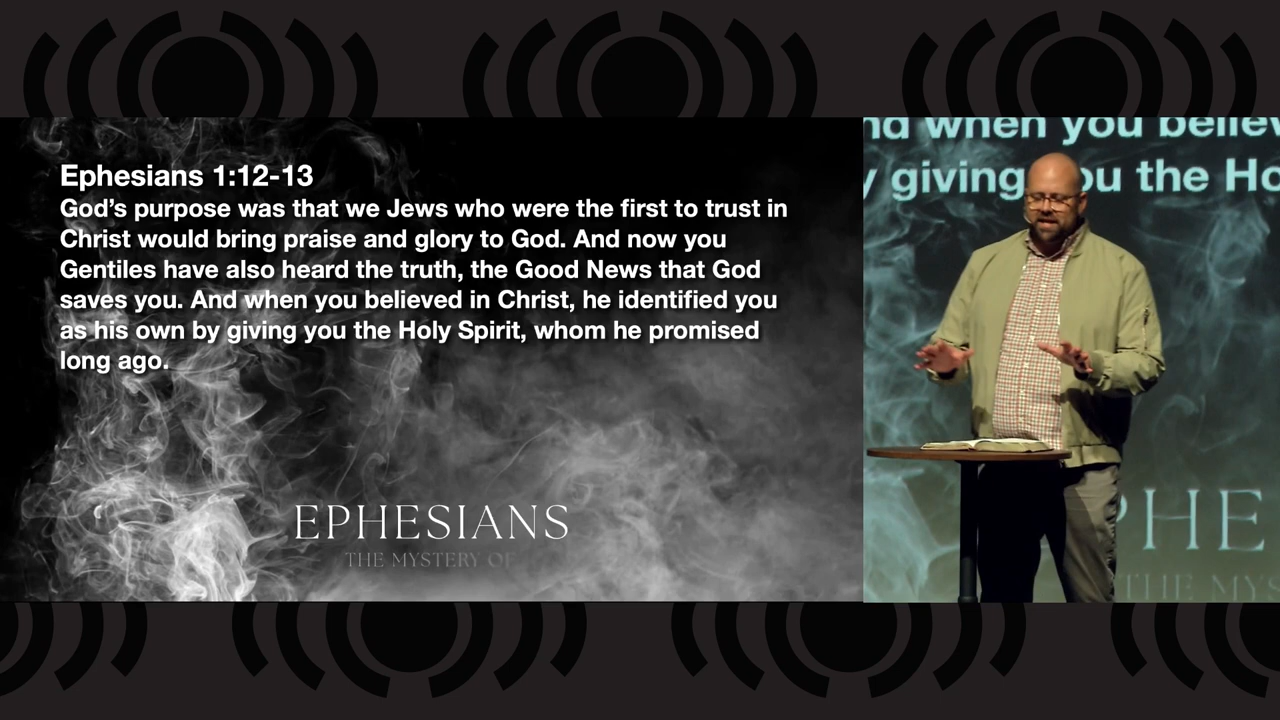 Ephesians 1:12-13
God’s purpose was that we Jews who were the first to trust in
Christ would bring praise and glory to God. And now you
Gentiles have also heard the truth, the Good News that God
saves you. And when you believed in Christ, he identified you
as his own by giving you the Holy Spirit, whom he promised
long ago.
EPHESIANS
THE MYSTERY OF
nd when you believ
y giving you the Ho
PHE
THE MYS